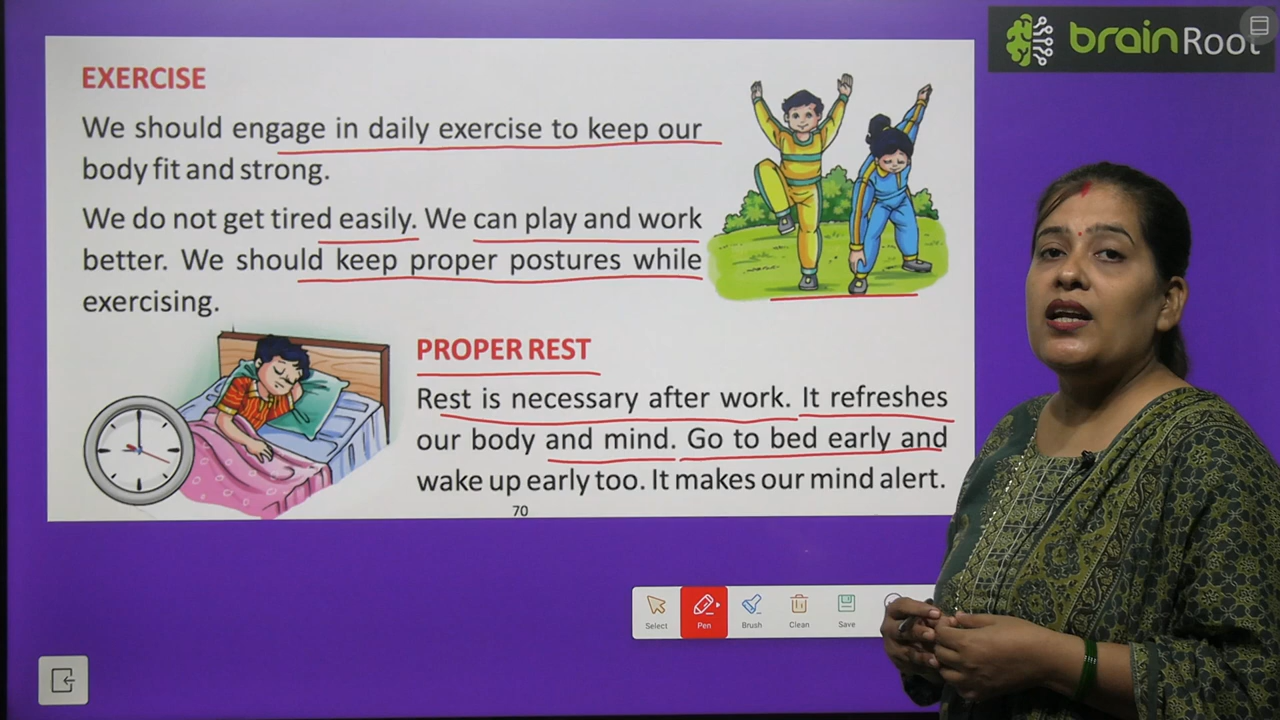 brainRoot
EXERCISE
We should engage in daily exercise to keep our
body fit and strong.
We do not get tired easily. We can play and work
better. We should keep proper postures while
exercising.
PROPER REST
Rest is necessary after work. It refreshes
our body and mind. Go to bed early and
wake up early too. It makes our mind alert.
70
Select
Pen
Brush
Clean
Save